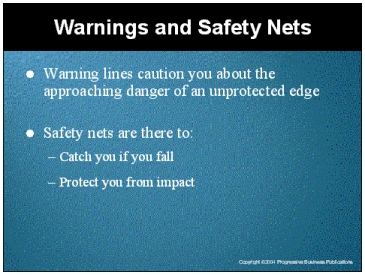 Warnings and Safety Nets
● Warning lines caution you about the
approaching danger of an unprotected edge
● Safety nets are there to:
– Catch you if you fall
– Protect you from impact
Copyright ©2004 Progressive Business Publications